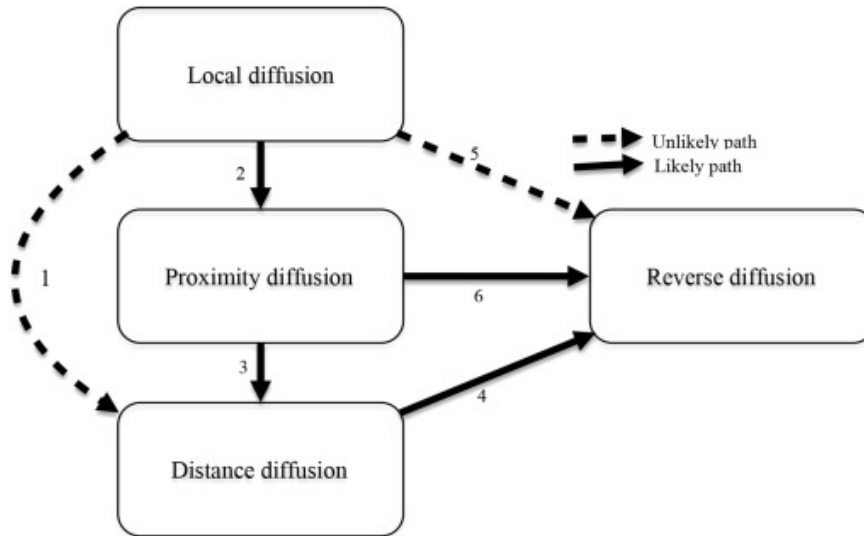 Local diffusion
5
Unlikely path
Likely path
2
Proximity diffusion
Reverse diffusion
1
6
3
4
Distance diffusion